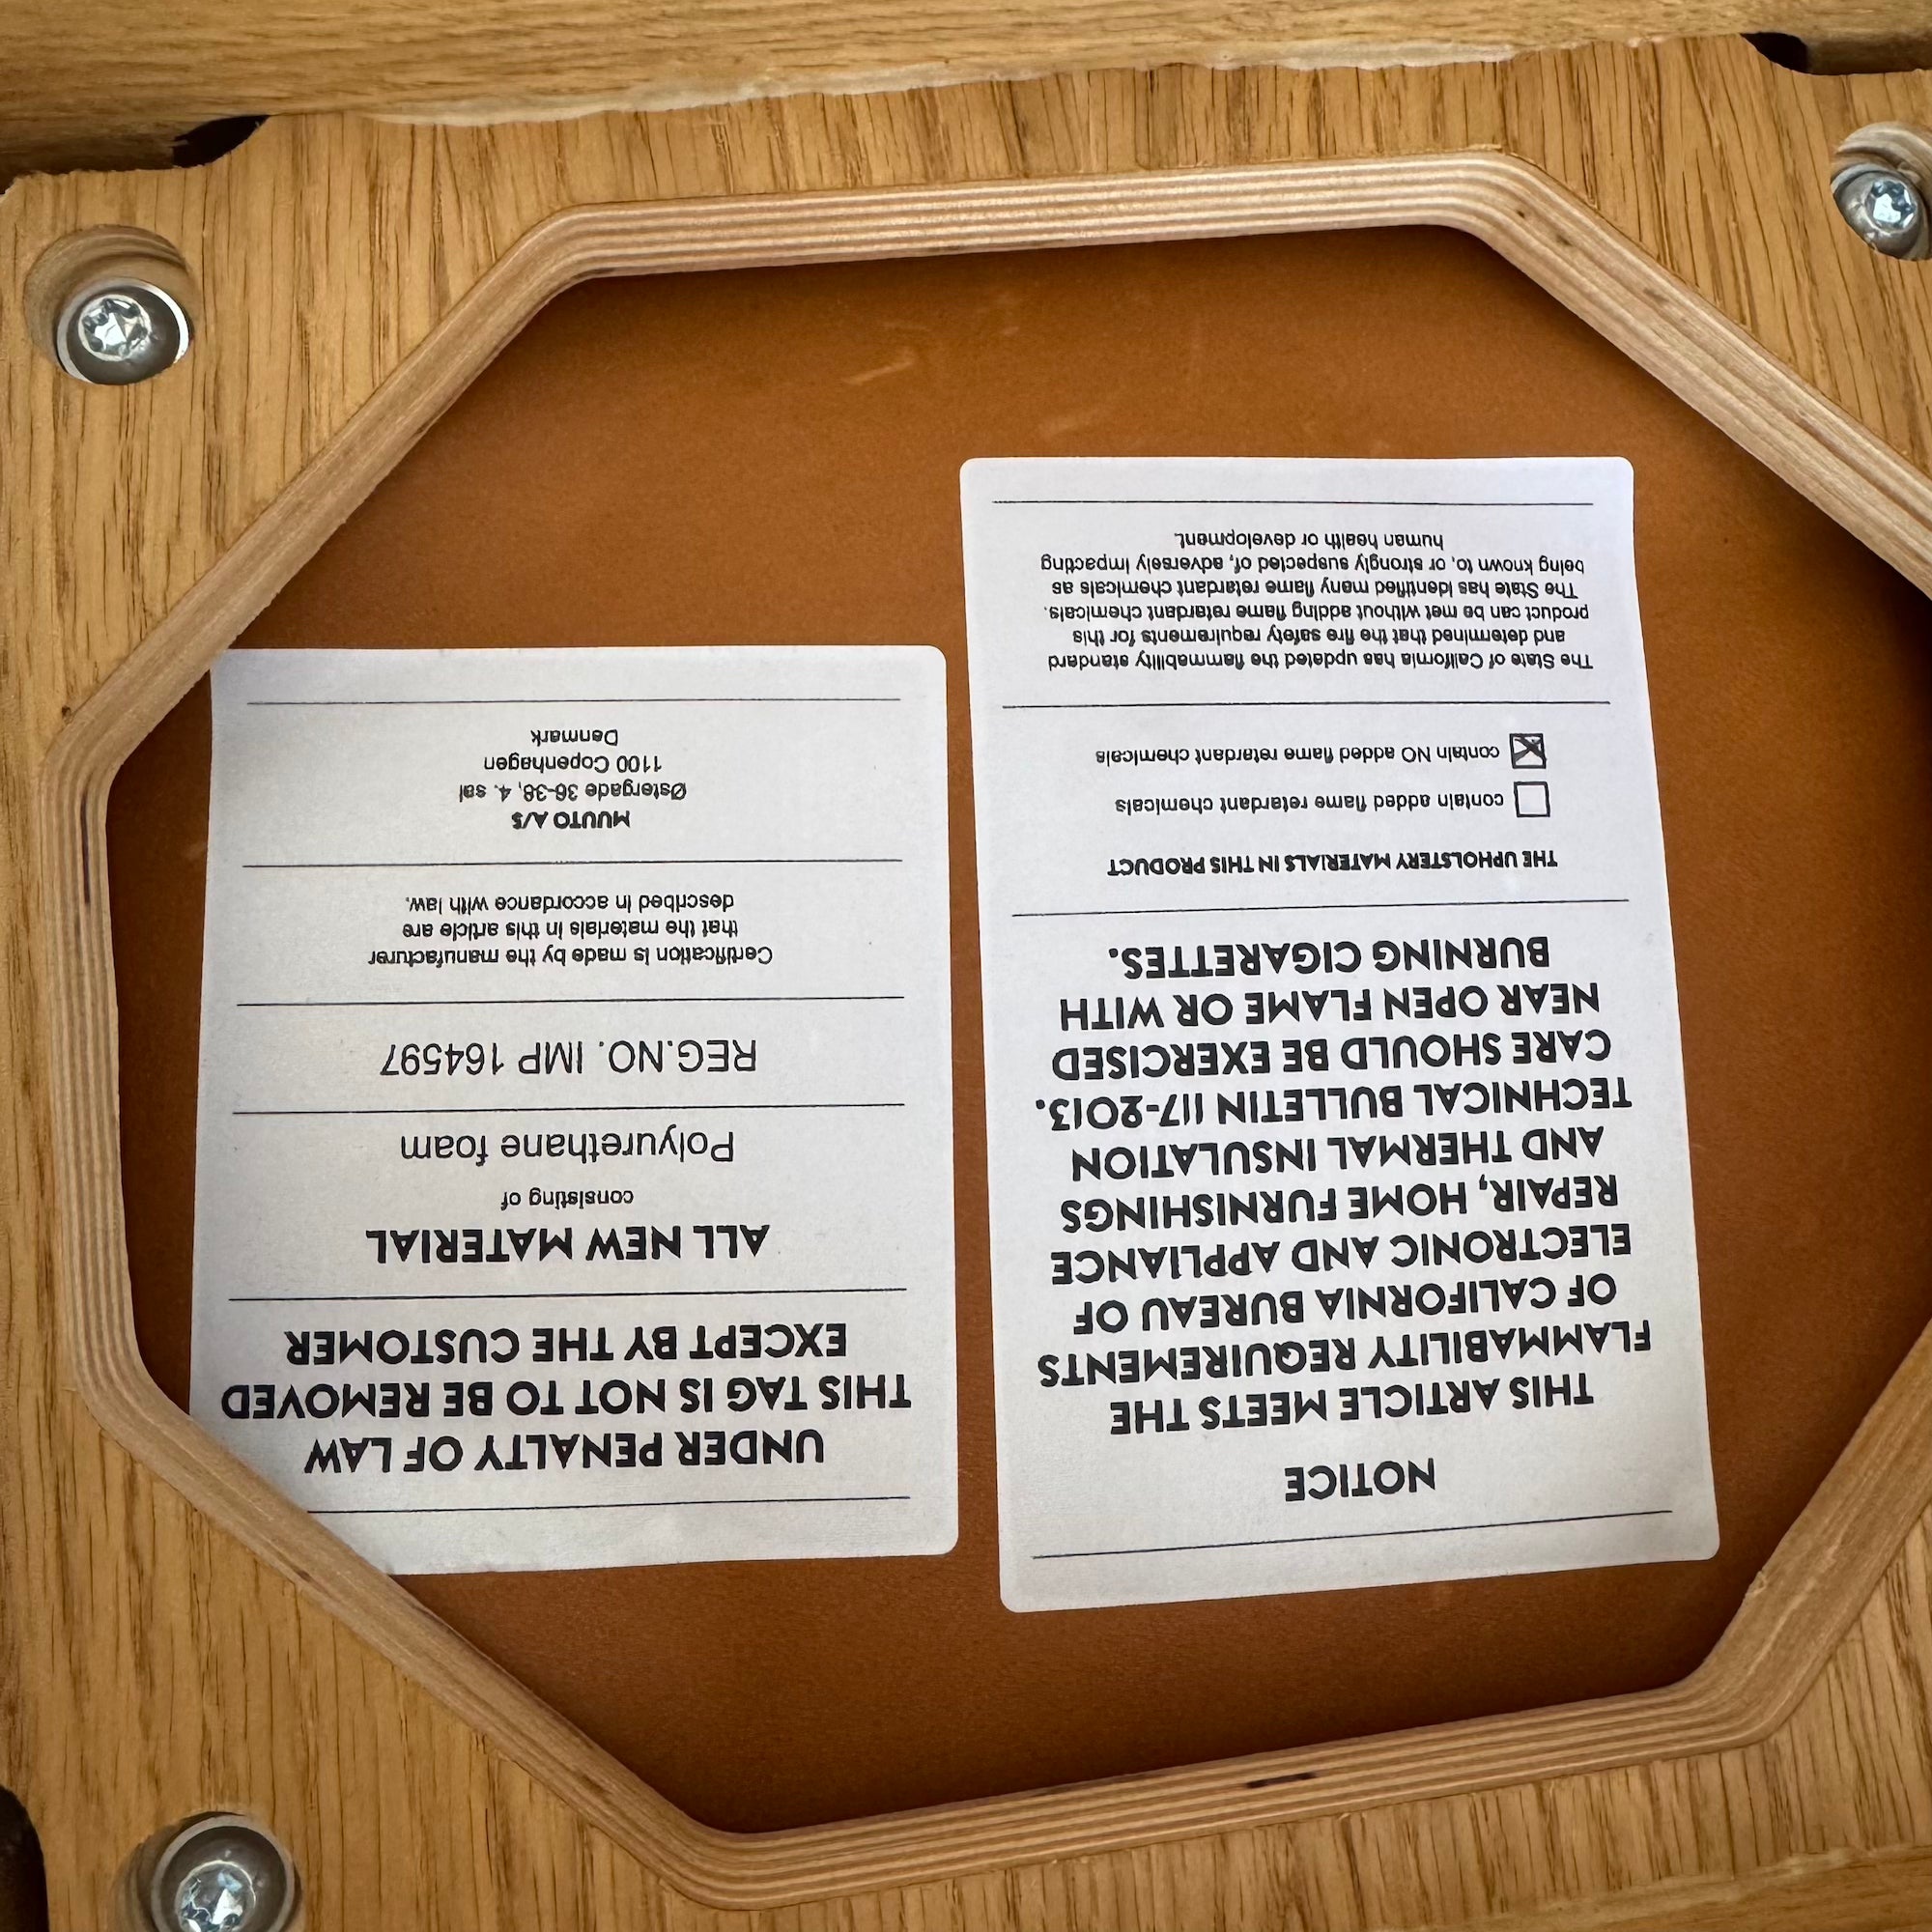 NOTICE
THIS ARTICLE MEETS THE
FLAMMABILITY REQUIREMENTS
OF CALIFORNIA BUREAU OF
ELECTRONIC AND APPLIANCE
REPAIR, HOME FURNISHINGS
AND THERMAL INSULATION
TECHNICAL BULLETIN 117-2013.
CARE SHOULD BE EXERCISED
NEAR OPEN FLAME OR WITH
BURNING CIGARETTES.
THE UPHOLSTERY MATERIALS IN THIS PRODUCT
contain added flame retardant chemicals
contain NO added flame retardant chemicals
The State of California has updated the flammability standard
and determined that the fire safety requirements for this
product can be met without adding flame retardant chemicals.
The State has identified many flame retardant chemicals as
being known to, or strongly suspected of, adversely impacting
human health or development.
UNDER PENALTY OF LAW
THIS TAG IS NOT TO BE REMOVED
EXCEPT BY THE CUSTOMER
ALL NEW MATERIAL
consisting of
Polyurethane foam
REG.NO. IMP 164597
Certification is made by the manufacturer
that the materials in this article are
described in accordance with law.
MUUTO A/S
Østergade 36-38, 4. sal
1100 Copenhagen
Denmark